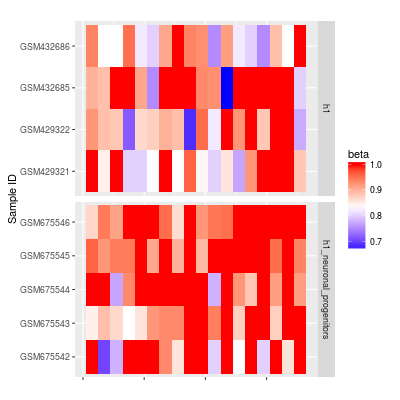 Sample ID
GSM432686
GSM432685
GSM429322
GSM429321
h1
GSM675546
GSM675545
GSM675544
GSM675543
GSM675542
h1_neuronal_progenitors
beta
1.0
0.9
0.8
0.7